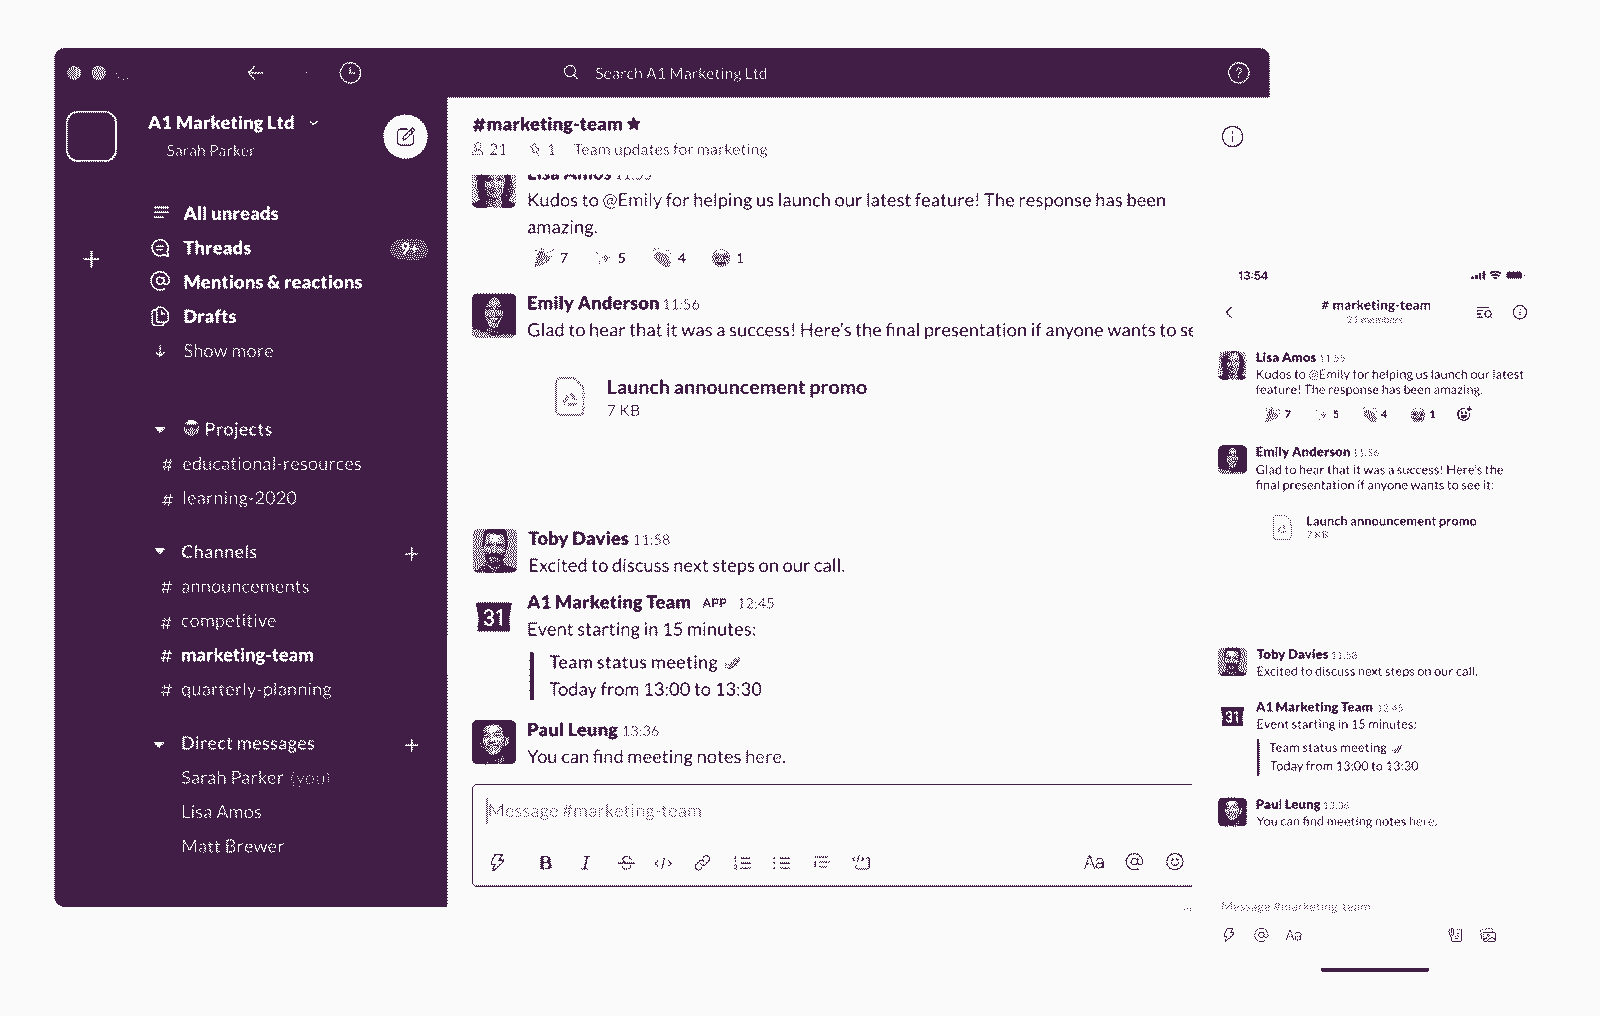 Search A1 Marketing Ltd
A1 Marketing Ltd
Sarah Parker
All unreads
Threads 9+
Mentions & reactions
Drafts
Show more
Projects
# educational-resources
# learning-2020
Channels
# announcements
# competitive
# marketing-team
# quarterly-planning
Direct messages
Sarah Parker (you)
Lisa Amos
Matt Brewer
#marketing-team
21 1 Team updates for marketing
Lisa Amos 11:55
Kudos to @Emily for helping us launch our latest feature! The response has been
amazing.
7 5 4 1
Emily Anderson 11:56
Glad to hear that it was a success! Here's the final presentation if anyone wants to se
Launch announcement promo
7 KB
Toby Davies 11:58
Excited to discuss next steps on our call.
31 A1 Marketing Team APP 12:45
Event starting in 15 minutes:
Team status meeting
Today from 13:00 to 13:30
Paul Leung 13:36
You can find meeting notes here.
Message #marketing-team
B I S </> Aa @
13:54
# marketing-team
21 members
Lisa Amos 11:55
Kudos to @Emily for helping us launch our latest
feature! The response has been amazing.
7 5 4 1
Emily Anderson 11:56
Glad to hear that it was a success! Here's the
final presentation if anyone wants to see it:
Launch announcement promo
7 KB
Toby Davies 11:58
Excited to discuss next steps on our call.
31 A1 Marketing Team 12:45
Event starting in 15 minutes:
Team status meeting
Today from 13:00 to 13:30
Paul Leung 13:36
You can find meeting notes here.
Message #marketing-team
@ Aa